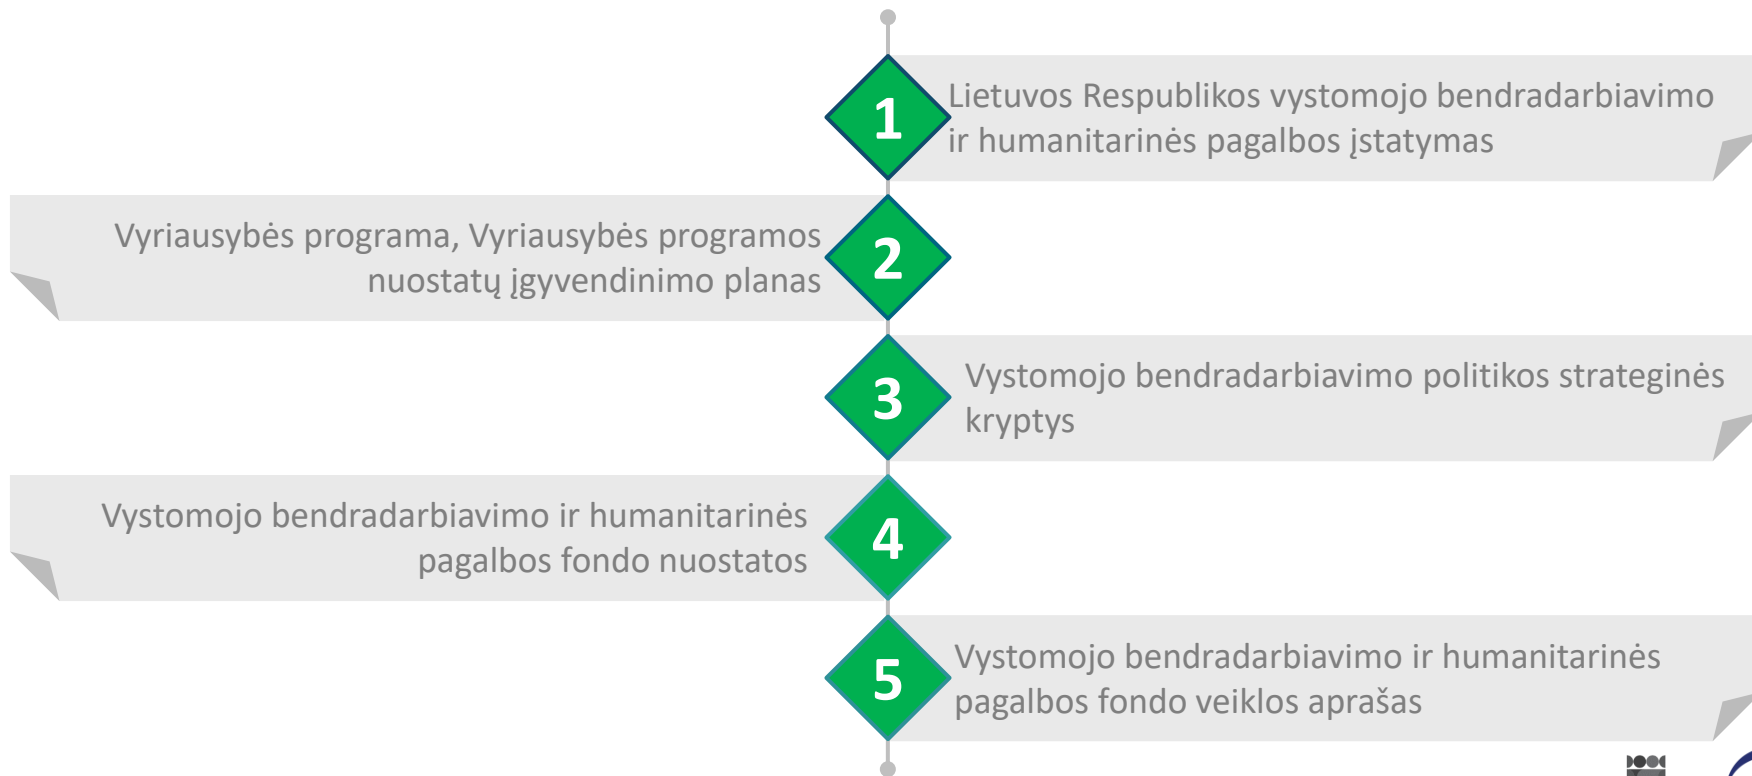 1
Lietuvos Respublikos vystomojo bendradarbiavimo
ir humanitarinės pagalbos įstatymas
2
Vyriausybės programa, Vyriausybės programos
nuostatų įgyvendinimo planas
3
Vystomojo bendradarbiavimo politikos strateginės
kryptys
4
Vystomojo bendradarbiavimo ir humanitarinės
pagalbos fondo nuostatos
5
Vystomojo bendradarbiavimo ir humanitarinės
pagalbos fondo veiklos aprašas